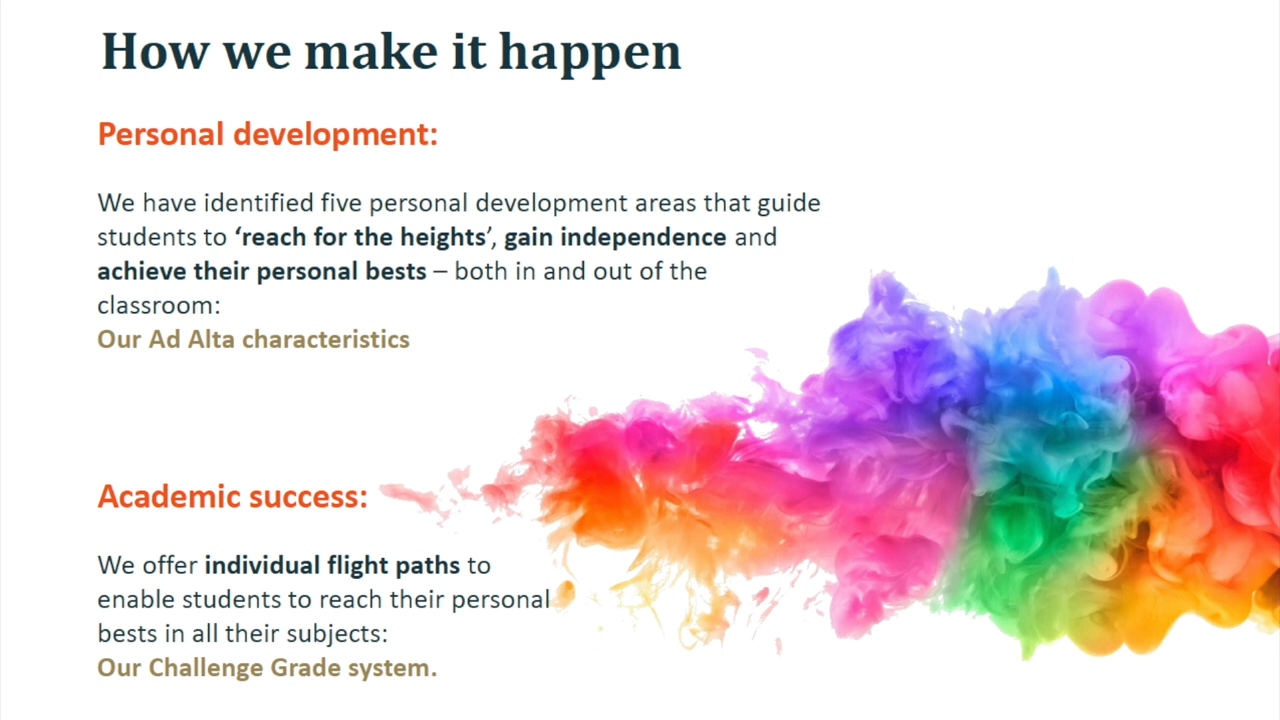 How we make it happen
Personal development:
We have identified five personal development areas that guide
students to ‘reach for the heights’, gain independence and
achieve their personal bests – both in and out of the
classroom:
Our Ad Alta characteristics
Academic success:
We offer individual flight paths to
enable students to reach their personal
bests in all their subjects:
Our Challenge Grade system.